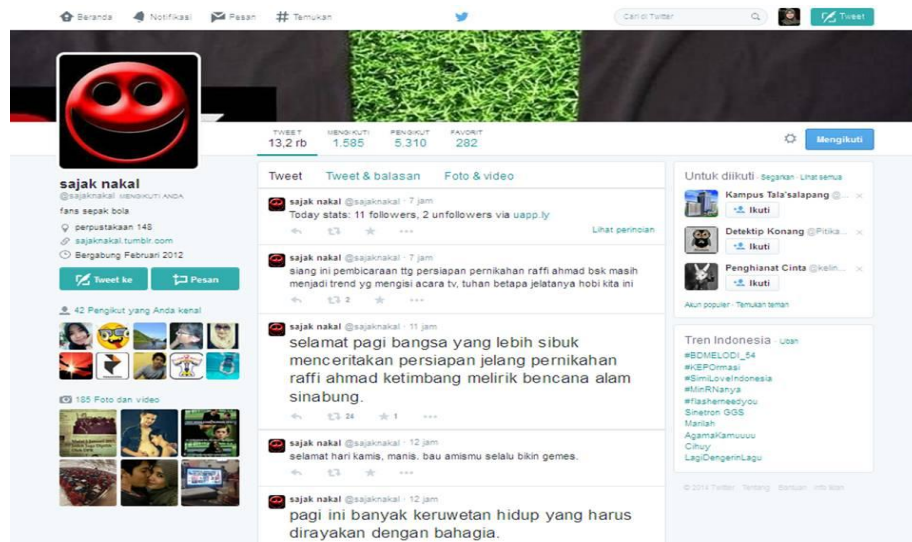 Beranda Notifikasi Pesan # Temukan
Cari di Twitter
Tweet
TWEET MENGIKUTI PENGIKUT FAVORIT
13,2 rb 1.585 5.310 282
Mengikuti
sajak nakal
@sajaknakal MENGIKUTI ANDA
fans sepak bola
perpustakaan 148
sajaknakal.tumblr.com
Bergabung Februari 2012
Tweet ke Pesan
42 Pengikut yang Anda kenal
185 Foto dan video
Tweet Tweet & balasan Foto & video
sajak nakal @sajaknakal · 7 jam
Today stats: 11 followers, 2 unfollowers via uapp.ly
Lihat perincian
sajak nakal @sajaknakal · 7 jam
siang ini pembicaraan ttg persiapan pernikahan raffi ahmad bsk masih
menjadi trend yg mengisi acara tv, tuhan betapa jelatanya hobi kita ini
2
sajak nakal @sajaknakal · 11 jam
selamat pagi bangsa yang lebih sibuk
menceritakan persiapan jelang pernikahan
raffi ahmad ketimbang melirik bencana alam
sinabung.
24 1
sajak nakal @sajaknakal · 12 jam
selamat hari kamis, manis. bau amismu selalu bikin gemes.
sajak nakal @sajaknakal · 12 jam
pagi ini banyak keruwetan hidup yang harus
dirayakan dengan bahagia.
Untuk diikuti · Segarkan · Lihat semua
Kampus Tala'salapang @...
Ikuti
Detektip Konang @Pitika...
Ikuti
Penghianat Cinta @kelin...
Ikuti
Akun populer · Temukan teman
Tren Indonesia · Ubah
#BDMELODI_54
#KEPOrmasi
#SimiLoveIndonesia
#MinRNanya
#flasherneedyou
Sinetron GGS
Marilah
AgamaKamuuuu
Cihuy
LagiDengerinLagu
© 2014 Twitter Tentang Bantuan